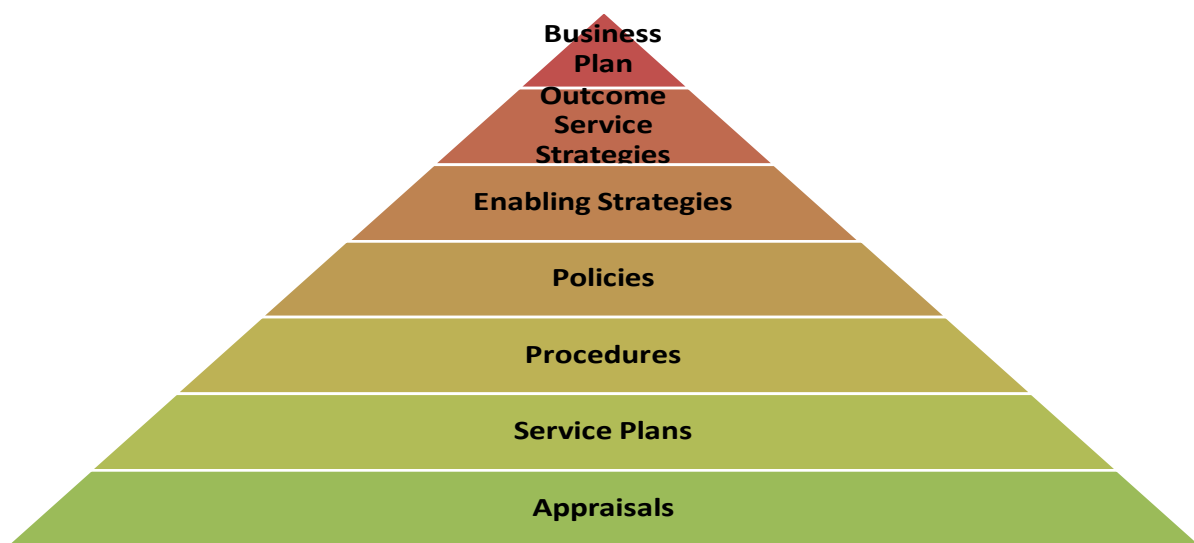 Business
Plan
Outcome
Service
Strategies
Enabling Strategies
Policies
Procedures
Service Plans
Appraisals